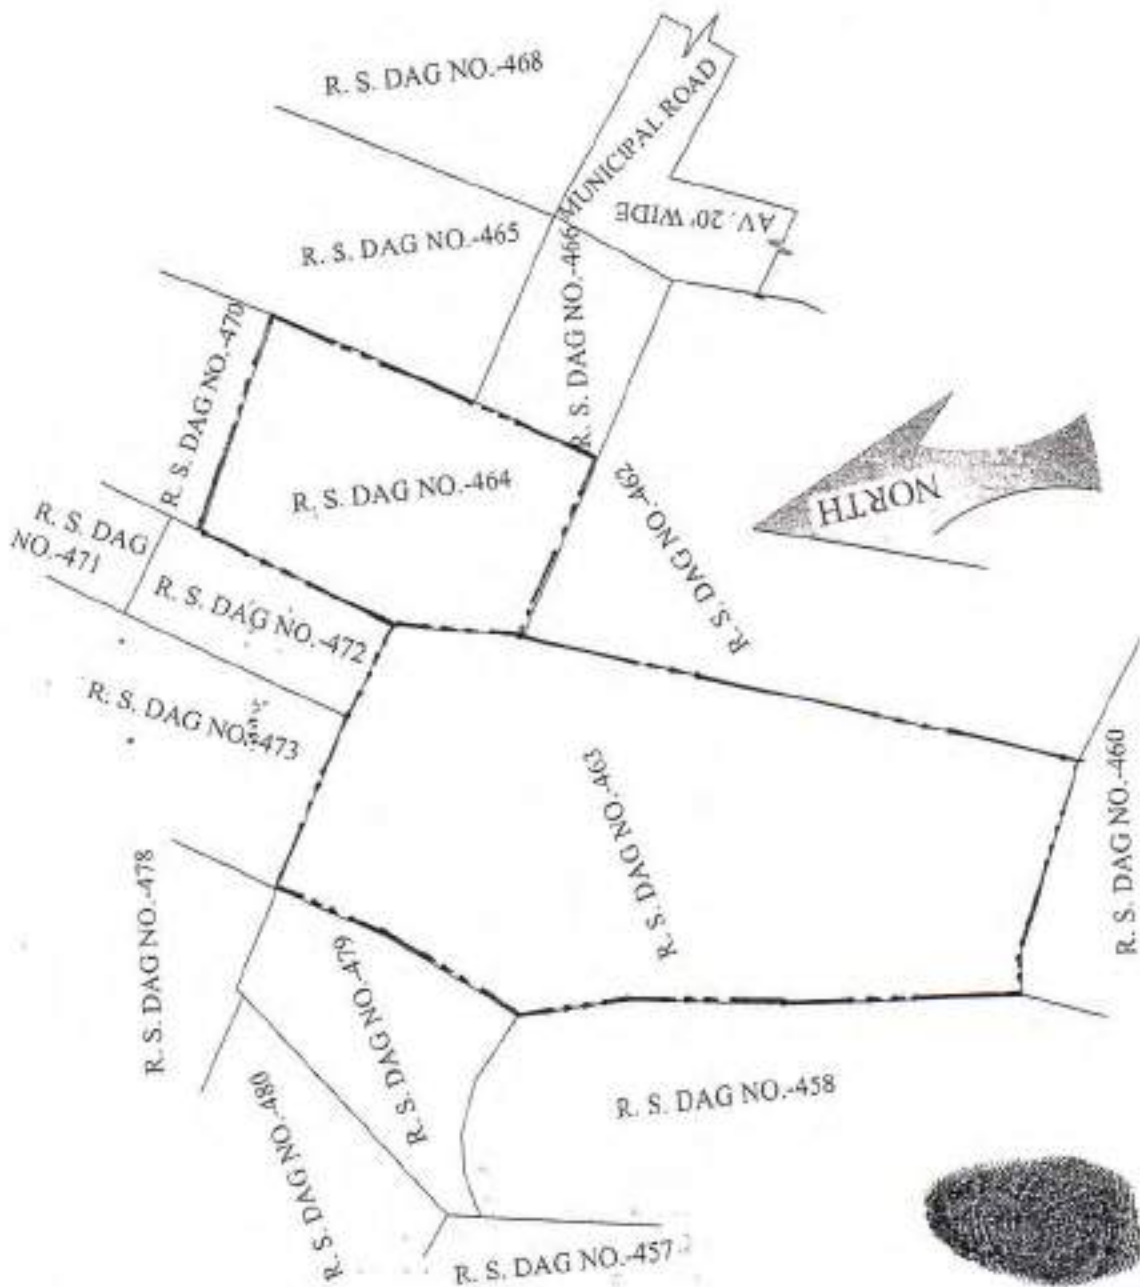 R. S. DAG NO.-468
MUNICIPAL ROAD
AV. 20' WIDE
R. S. DAG NO.-465
R. S. DAG NO.-466
R. S. DAG NO.-470
R. S. DAG NO.-464
R. S. DAG NO.-462
NORTH
R. S. DAG
NO.-471
R. S. DAG NO.-472
R. S. DAG NO.-473
R. S. DAG NO.-463
R. S. DAG NO.-460
R. S. DAG NO.-478
R. S. DAG NO.-479
R. S. DAG NO.-480
R. S. DAG NO.-458
R. S. DAG NO.-457